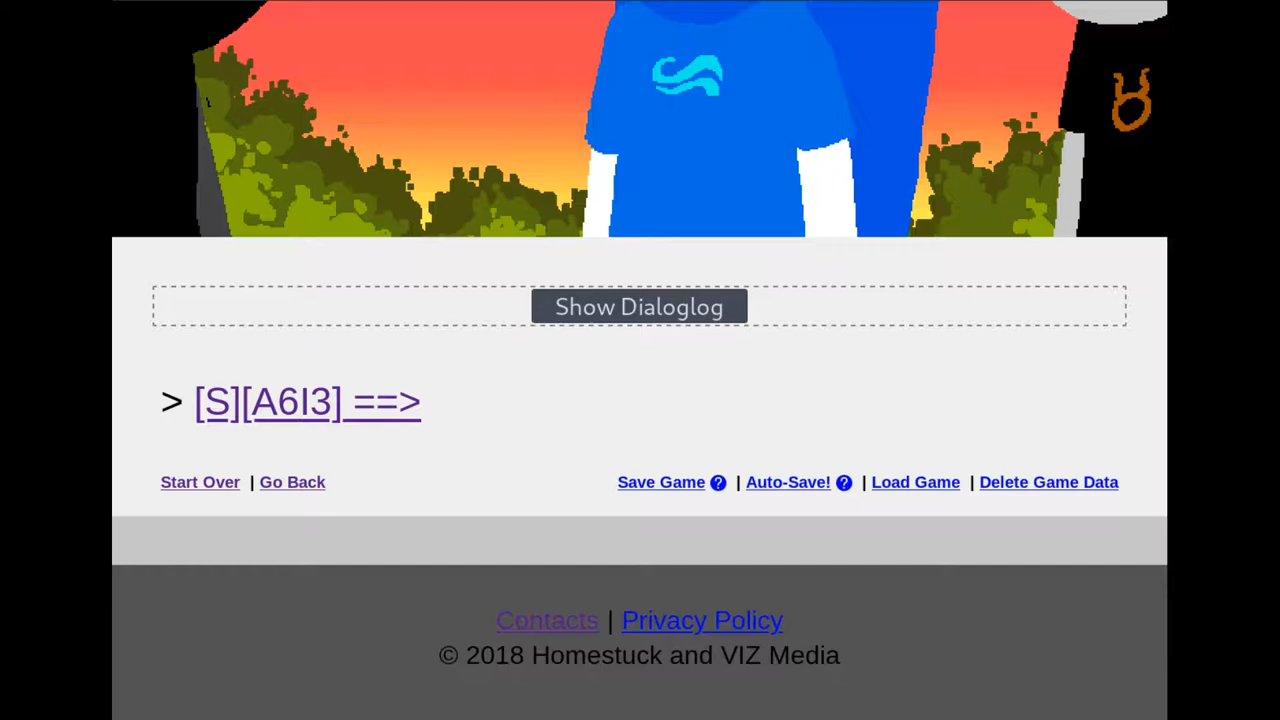 Show Dialoglog
> [S][A6I3] ==>
Start Over | Go Back Save Game ? | Auto-Save! ? | Load Game | Delete Game Data
Contacts | Privacy Policy
© 2018 Homestuck and VIZ Media